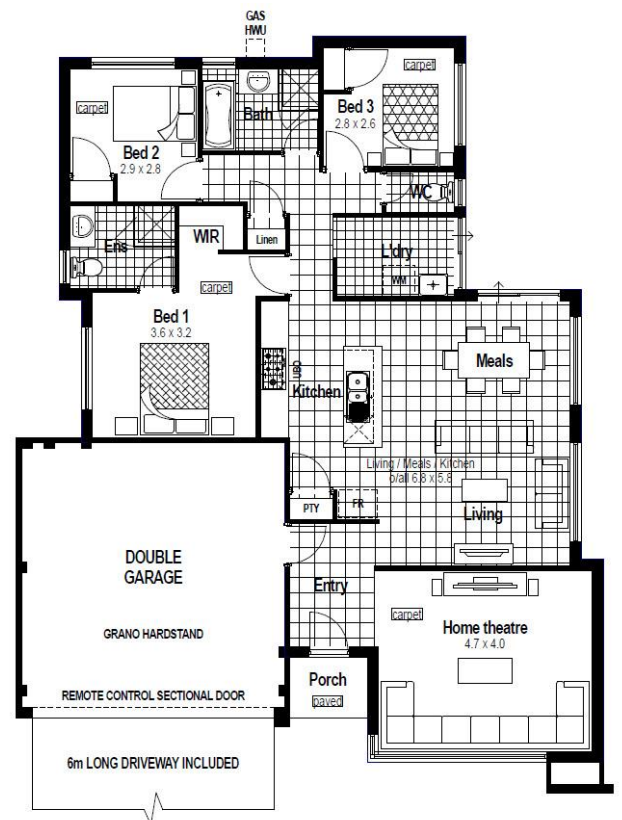 GAS
HWU
carpet
Bed 2
2.9 x 2.8
Bath
carpet
Bed 3
2.8 x 2.6
WC
Ens
WIR
Linen
L'dry
WM
carpet
Bed 1
3.6 x 3.2
UBO
Kitchen
Meals
Living / Meals / Kitchen
o/all 6.8 x 5.8
PTY
FR
Living
DOUBLE
GARAGE
GRANO HARDSTAND
REMOTE CONTROL SECTIONAL DOOR
Entry
carpet
Home theatre
4.7 x 4.0
Porch
paved
6m LONG DRIVEWAY INCLUDED